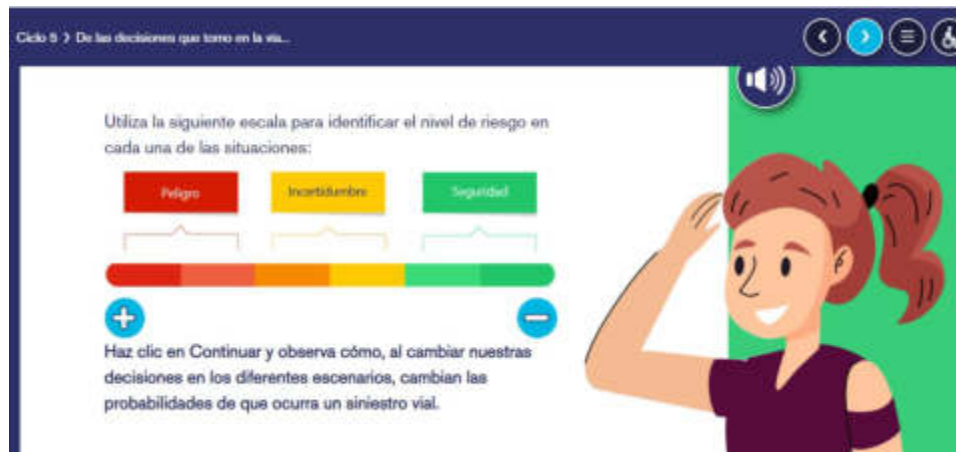 Ciclo 5 > De las decisiones que tomo en la vía...
Utiliza la siguiente escala para identificar el nivel de riesgo en
cada una de las situaciones:
Peligro Incertidumbre Seguridad
+ −
Haz clic en Continuar y observa cómo, al cambiar nuestras
decisiones en los diferentes escenarios, cambian las
probabilidades de que ocurra un siniestro vial.